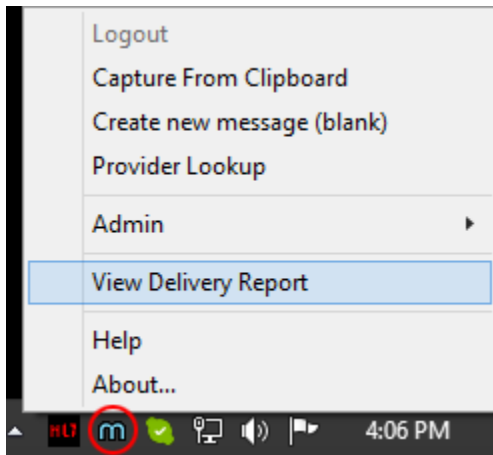 Logout
Capture From Clipboard
Create new message (blank)
Provider Lookup
Admin
View Delivery Report
Help
About...
HL7 m 4:06 PM